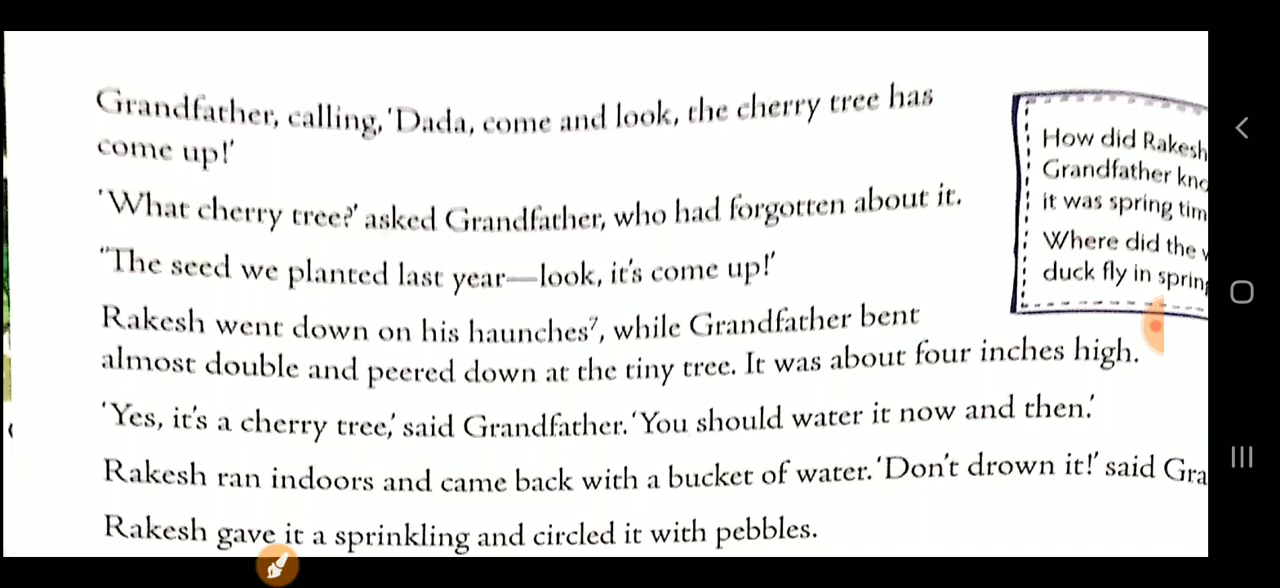 Grandfather, calling, 'Dada, come and look, the cherry tree has
come up!'
'What cherry tree?' asked Grandfather, who had forgotten about it.
"The seed we planted last year—look, it's come up!'
Rakesh went down on his haunches⁷, while Grandfather bent
almost double and peered down at the tiny tree. It was about four inches high.
'Yes, it's a cherry tree,' said Grandfather. 'You should water it now and then.'
Rakesh ran indoors and came back with a bucket of water. 'Don't drown it!' said
Rakesh gave it a sprinkling and circled it with pebbles.
How did Rakesh
Grandfather
it was spring
Where did the
duck fly in